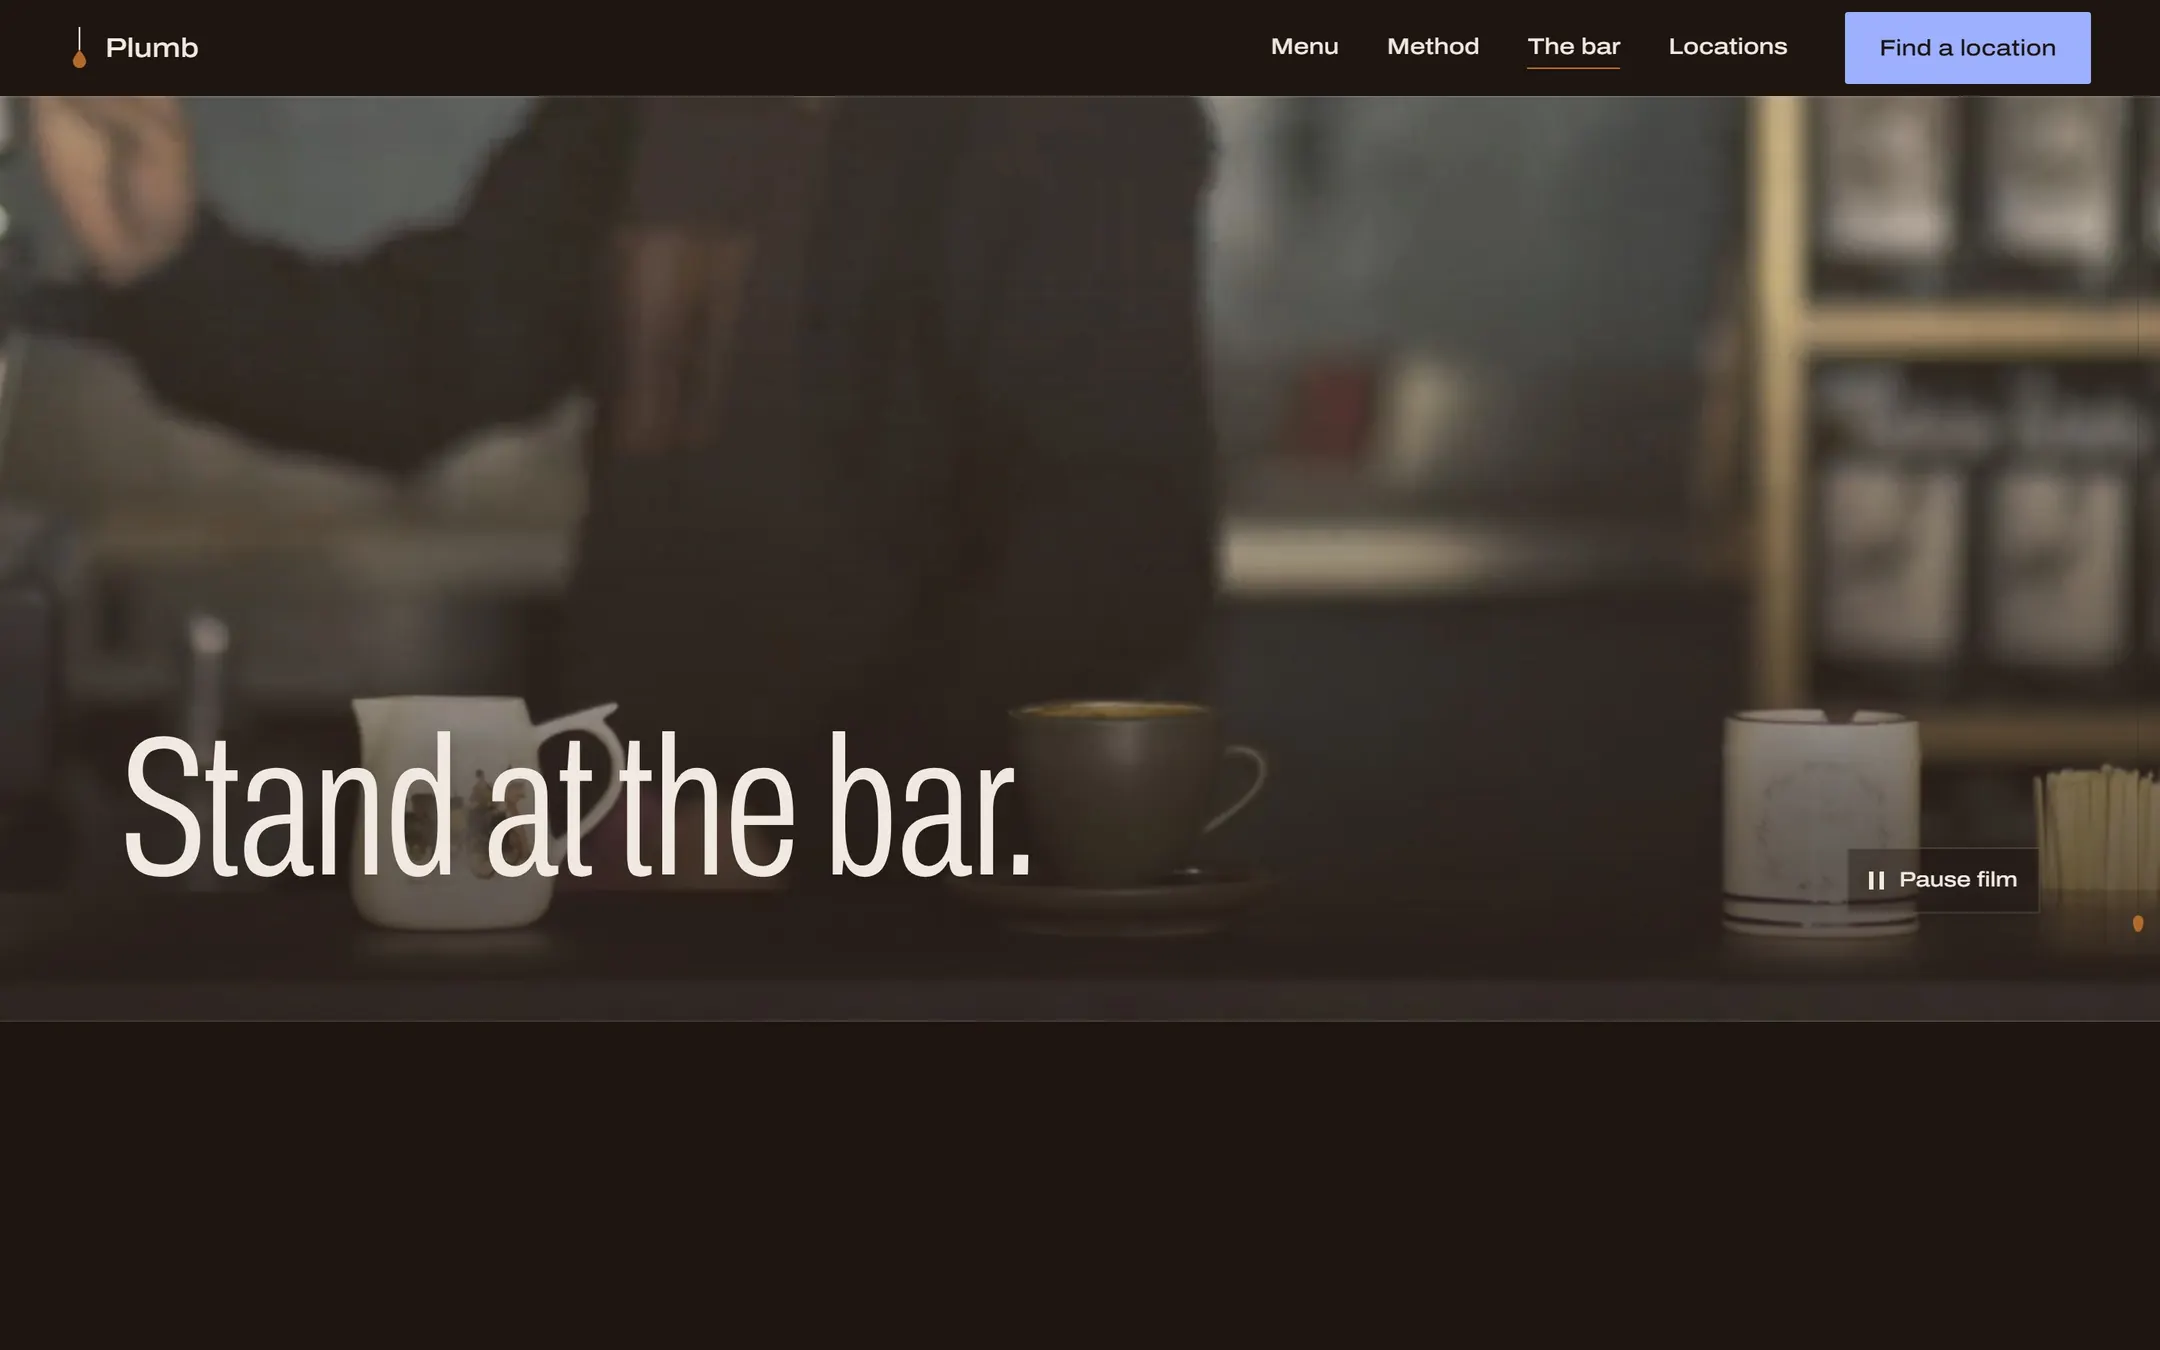 Plumb
Menu
Method
The bar
Locations
Find a location
Stand at the bar.
Pause film